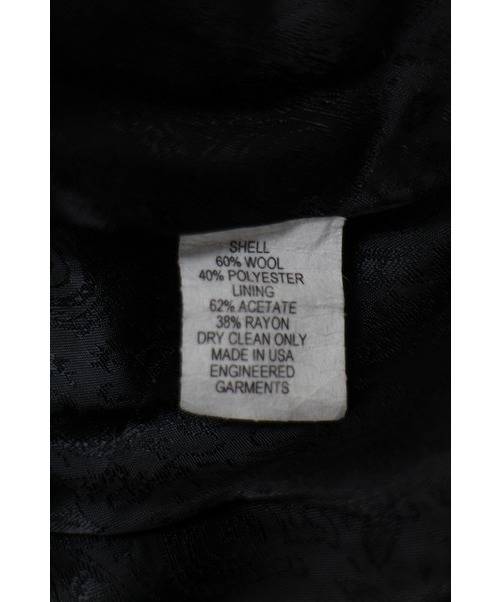 SHELL
60% WOOL
40% POLYESTER
LINING
62% ACETATE
38% RAYON
DRY CLEAN ONLY
MADE IN USA
ENGINEERED
GARMENTS